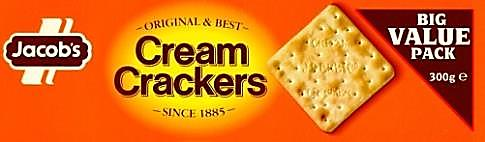 Jacob's
~ORIGINAL & BEST~
Cream
Crackers
~SINCE 1885~
BIG
VALUE
PACK
300g e